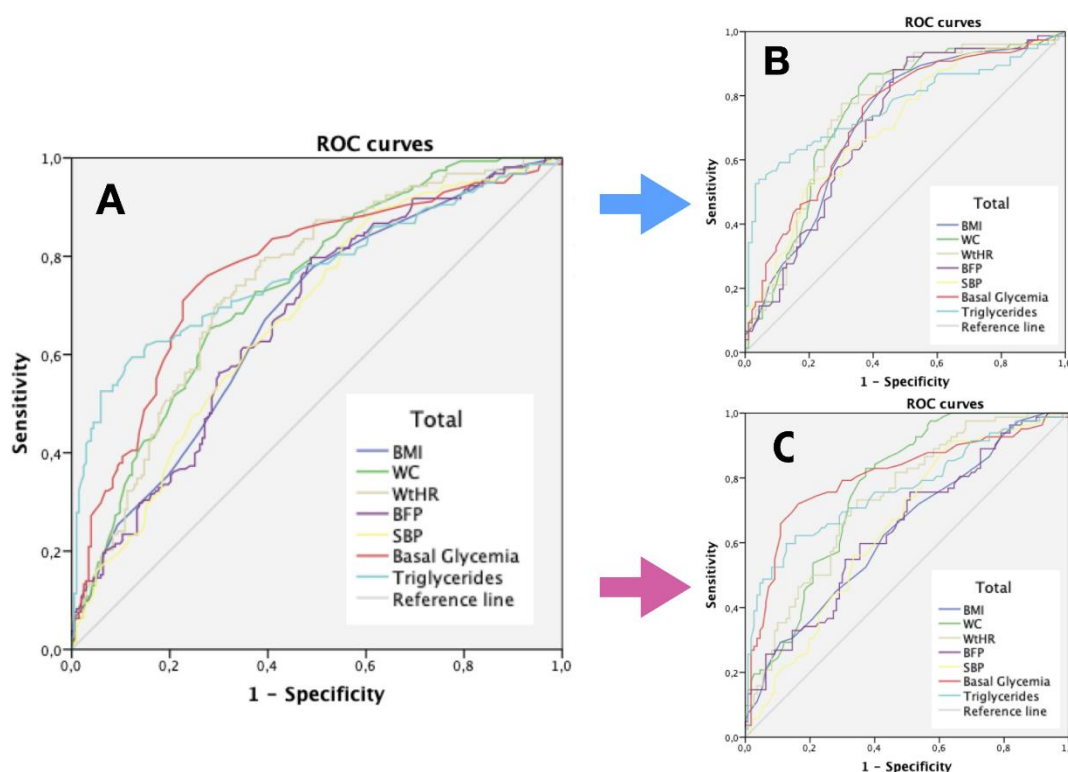 ROC curves
A
1,0
0,8
0,6
0,4
0,2
0,0
Sensitivity
Total
BMI
WC
WtHR
BFP
SBP
Basal Glycemia
Triglycerides
Reference line
0,0 0,2 0,4 0,6 0,8 1,0
1 – Specificity
ROC curves
B
1,0
0,8
0,6
0,4
0,2
0,0
Sensitivity
Total
BMI
WC
WtHR
BFP
SBP
Basal Glycemia
Triglycerides
Reference line
0,0 0,2 0,4 0,6 0,8 1,0
1 – Specificity
ROC curves
C
1,0
0,8
0,6
0,4
0,2
0,0
Sensitivity
Total
BMI
WC
WtHR
BFP
SBP
Basal Glycemia
Triglycerides
Reference line
0,0 0,2 0,4 0,6 0,8 1,0
1 – Specificity